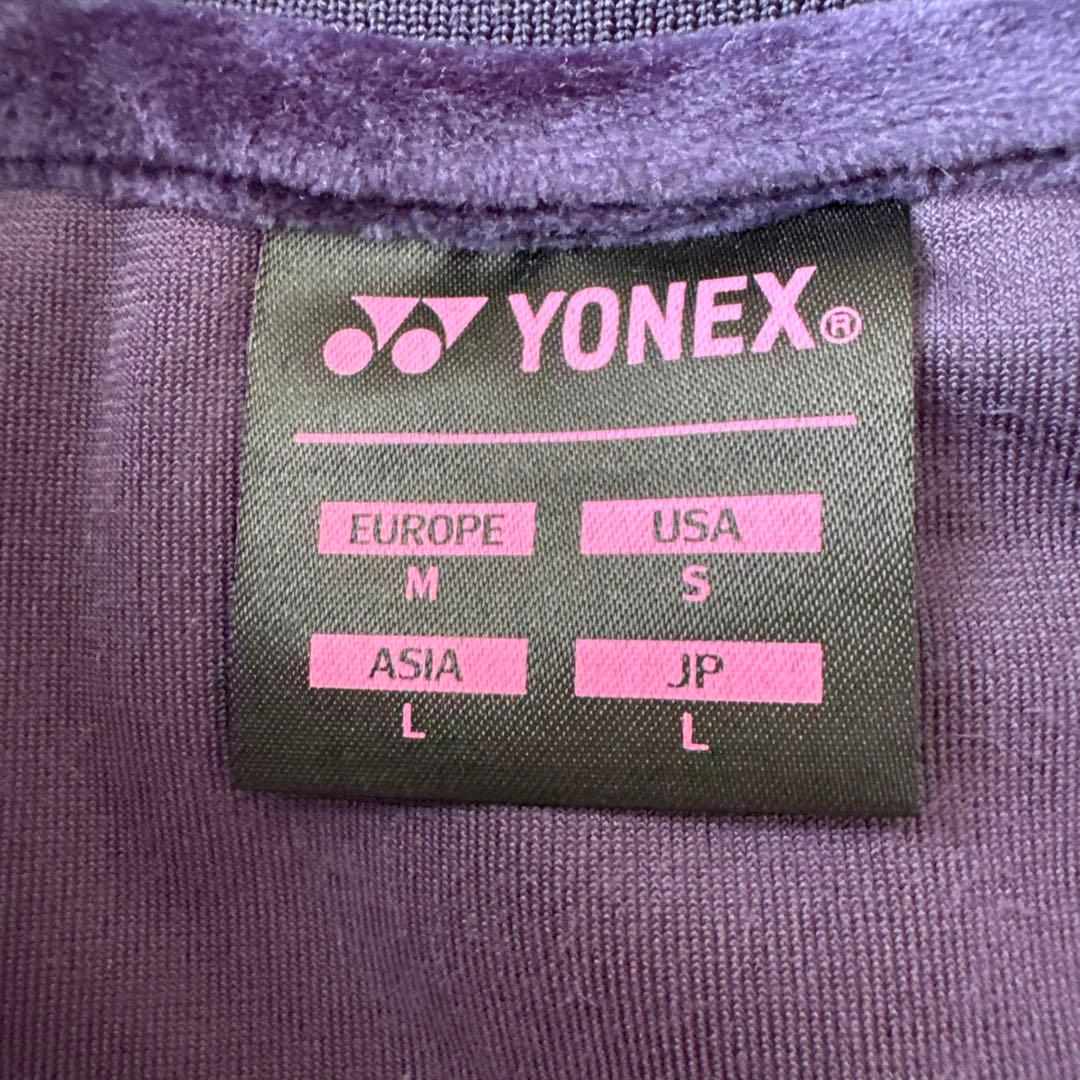 YONEX®
EUROPE USA
M S
ASIA JP
L L